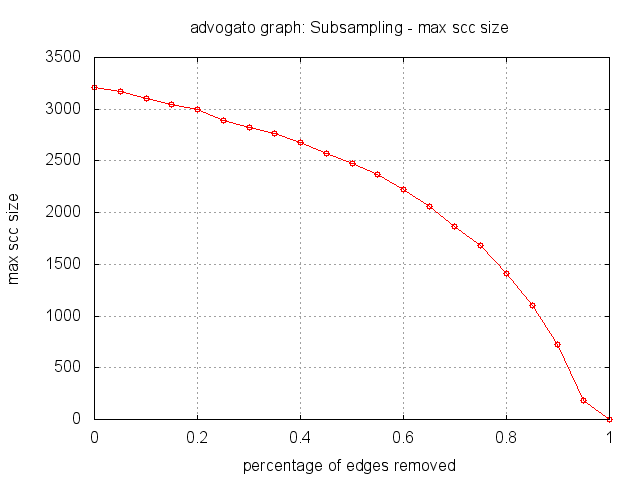 advogato graph: Subsampling - max scc size
3500
3000
2500
2000
1500
1000
500
0
max scc size
0 0.2 0.4 0.6 0.8 1
percentage of edges removed